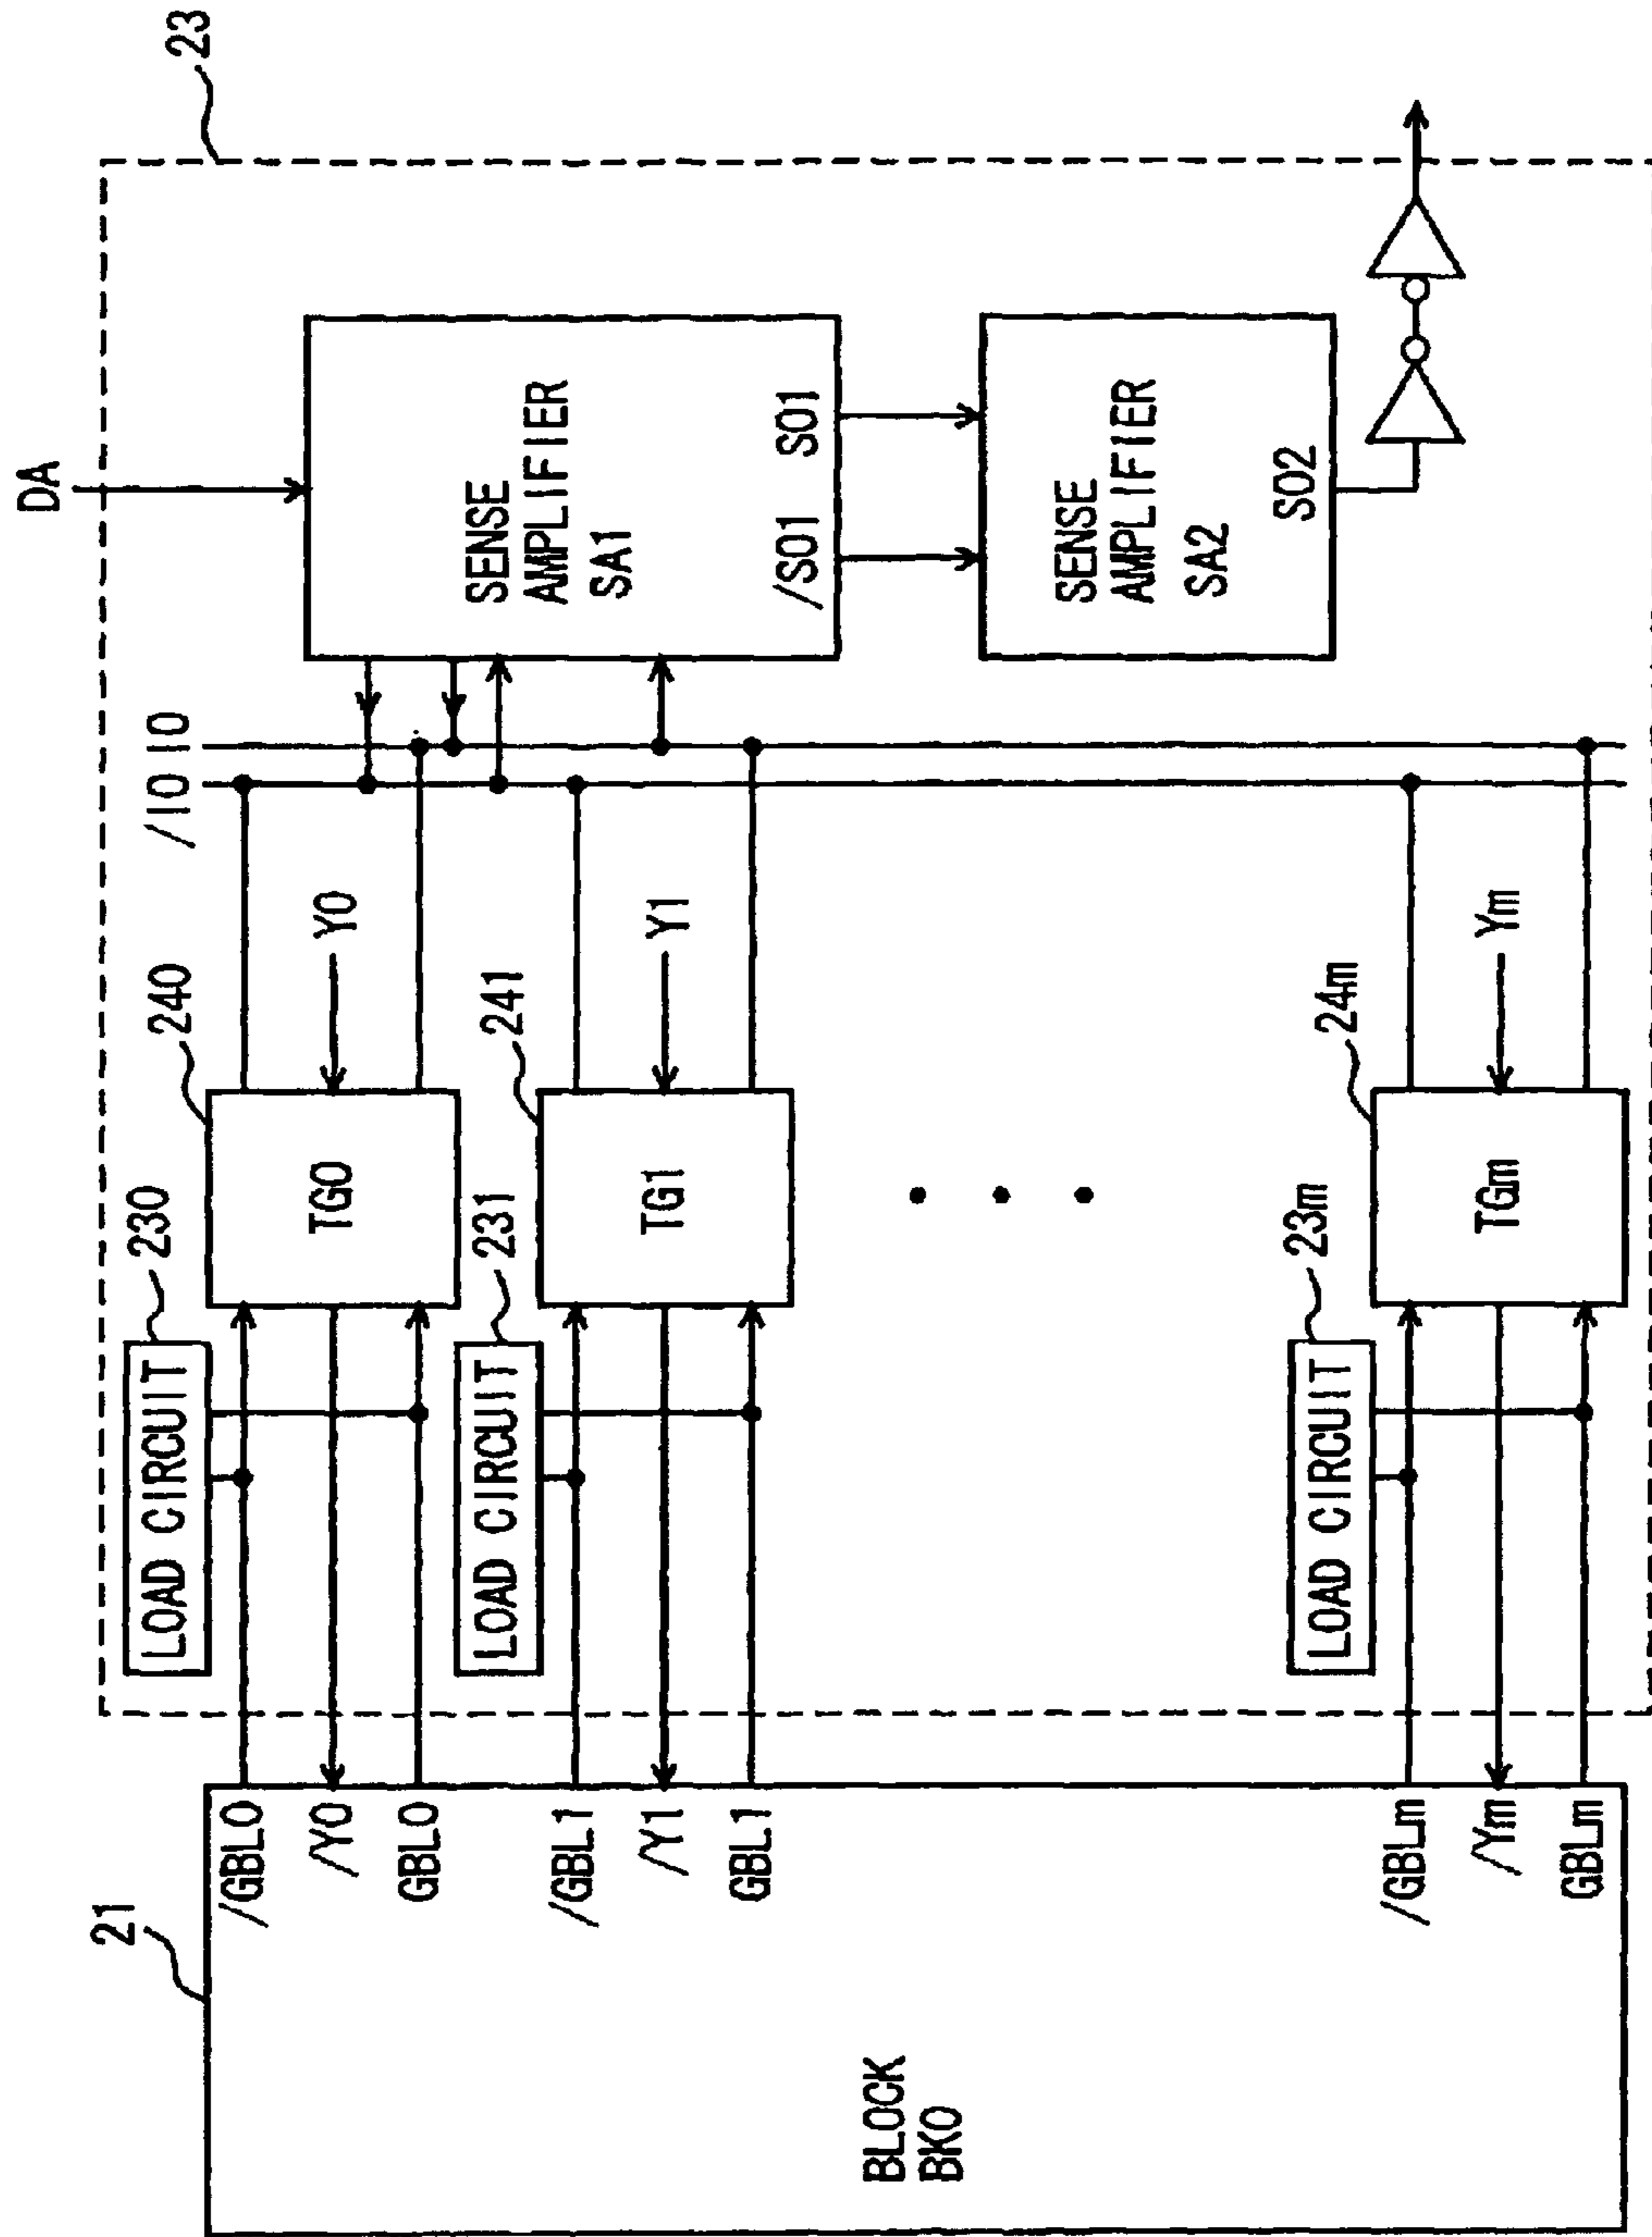 23
DA
/IO IO
SENSE
AMPLIFIER
SA1
/SO1 SO1
SENSE
AMPLIFIER
SA2
SO2
Y0
Y1
Ym
240
241
24m
TG0
TG1
TGm
230
231
23m
LOAD CIRCUIT
LOAD CIRCUIT
LOAD CIRCUIT
21
/GBL0
/Y0
GBL0
/GBL1
/Y1
GBL1
/GBLm
/Ym
GBLm
BLOCK
BK0